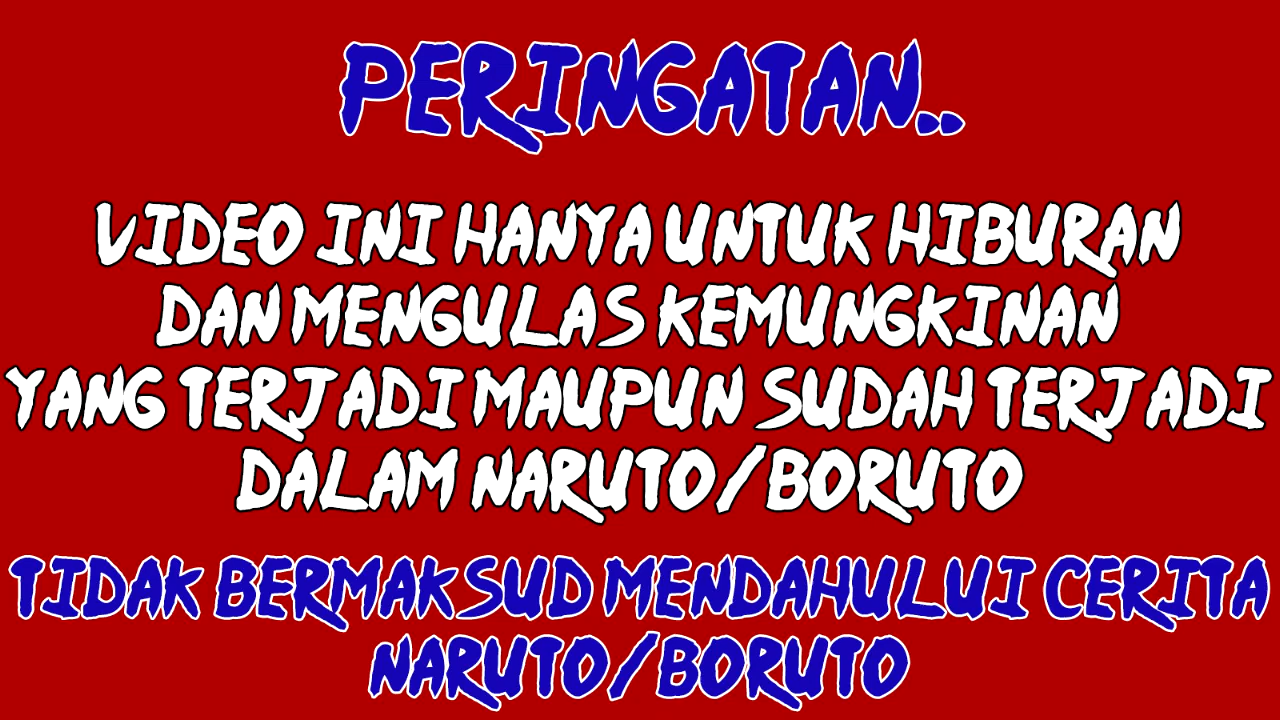 PERINGATAN..
VIDEO INI HANYA UNTUK HIBURAN
DAN MENGULAS KEMUNGKINAN
YANG TERJADI MAUPUN SUDAH TERJADI
DALAM NARUTO/BORUTO
TIDAK BERMAKSUD MENDAHULUI CERITA
NARUTO/BORUTO